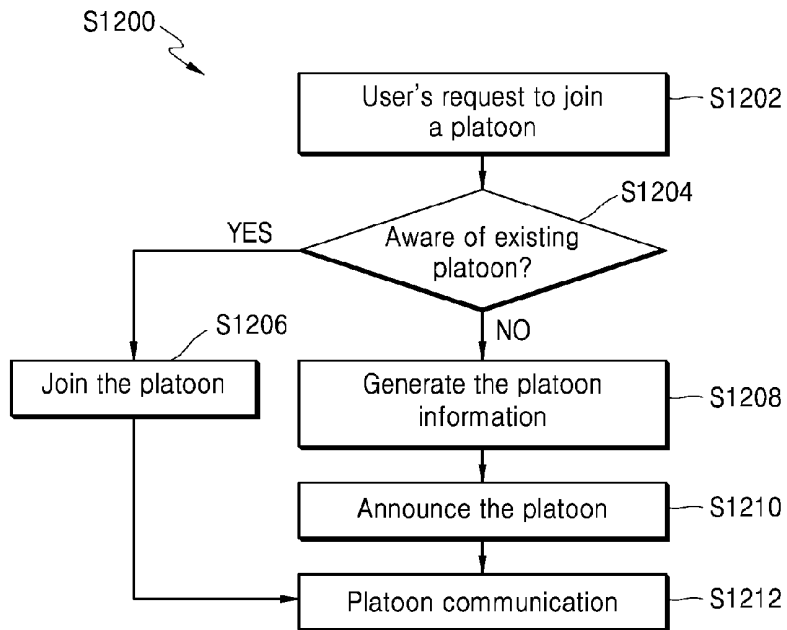 S1200
User's request to join
a platoon
S1202
S1204
YES
Aware of existing
platoon?
S1206
NO
Join the platoon
Generate the platoon
information
S1208
Announce the platoon
S1210
Platoon communication
S1212